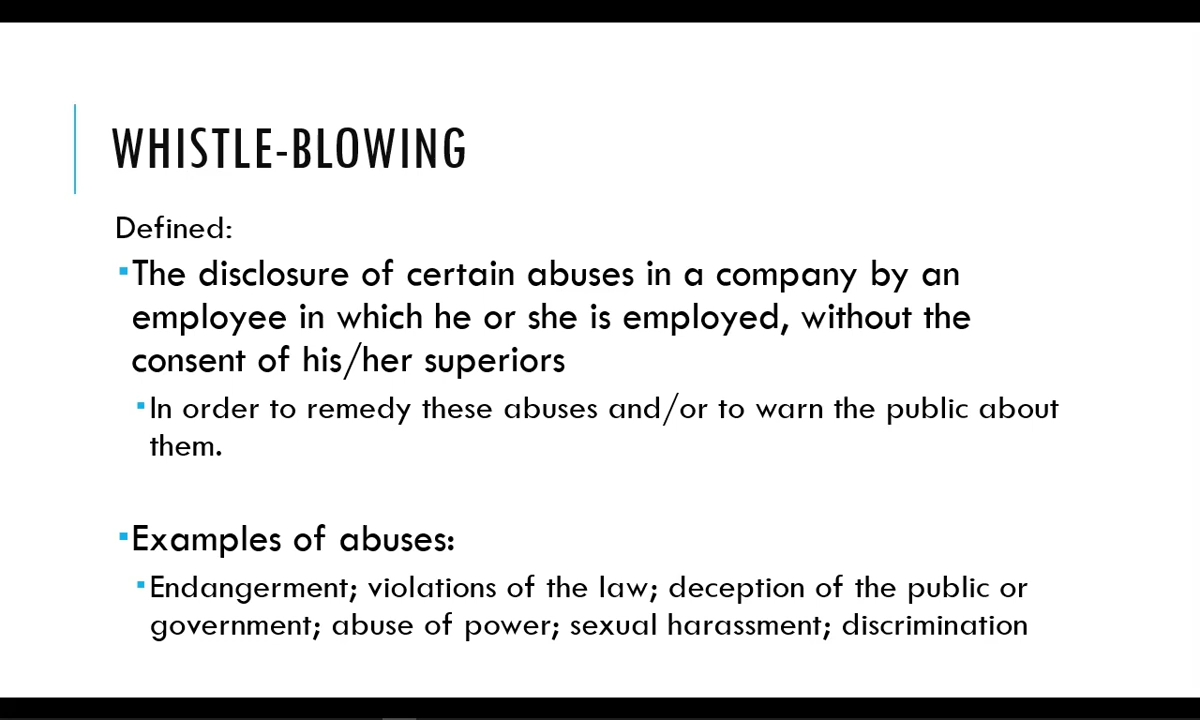 WHISTLE-BLOWING
Defined:
▪The disclosure of certain abuses in a company by an
employee in which he or she is employed, without the
consent of his/her superiors
▪In order to remedy these abuses and/or to warn the public about
them.
▪Examples of abuses:
▪Endangerment; violations of the law; deception of the public or
government; abuse of power; sexual harassment; discrimination